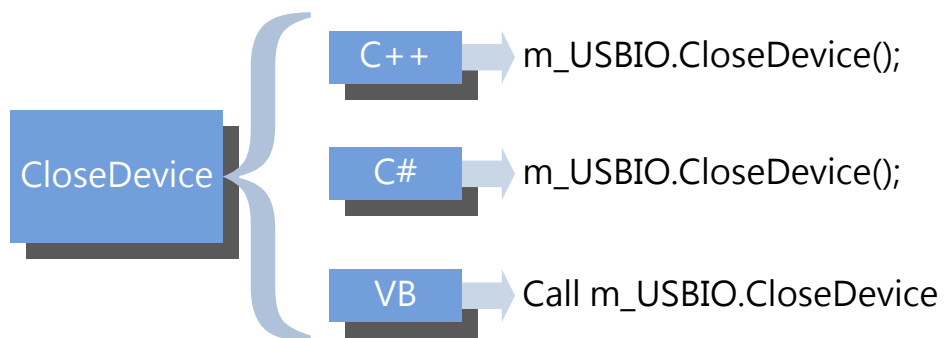 CloseDevice
C++
m_USBIO.CloseDevice();
C#
m_USBIO.CloseDevice();
VB
Call m_USBIO.CloseDevice